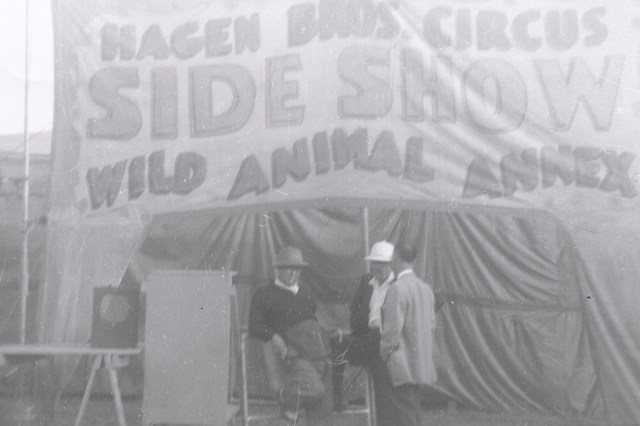 HAGEN BROS. CIRCUS
SIDE SHOW
WILD ANIMAL ANNEX